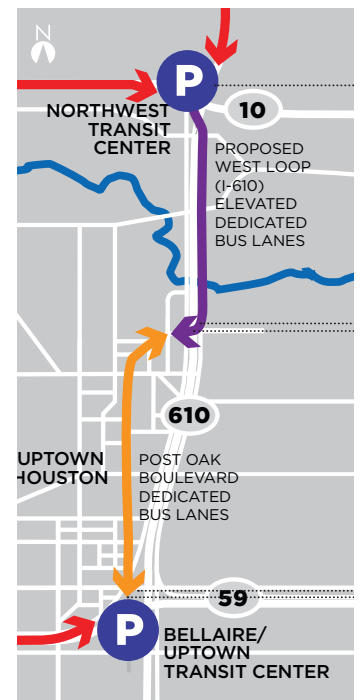 N
P
NORTHWEST
TRANSIT
CENTER
10
PROPOSED
WEST LOOP
(I-610)
ELEVATED
DEDICATED
BUS LANES
610
UPTOWN
HOUSTON
POST OAK
BOULEVARD
DEDICATED
BUS LANES
59
P
BELLAIRE/
UPTOWN
TRANSIT CENTER